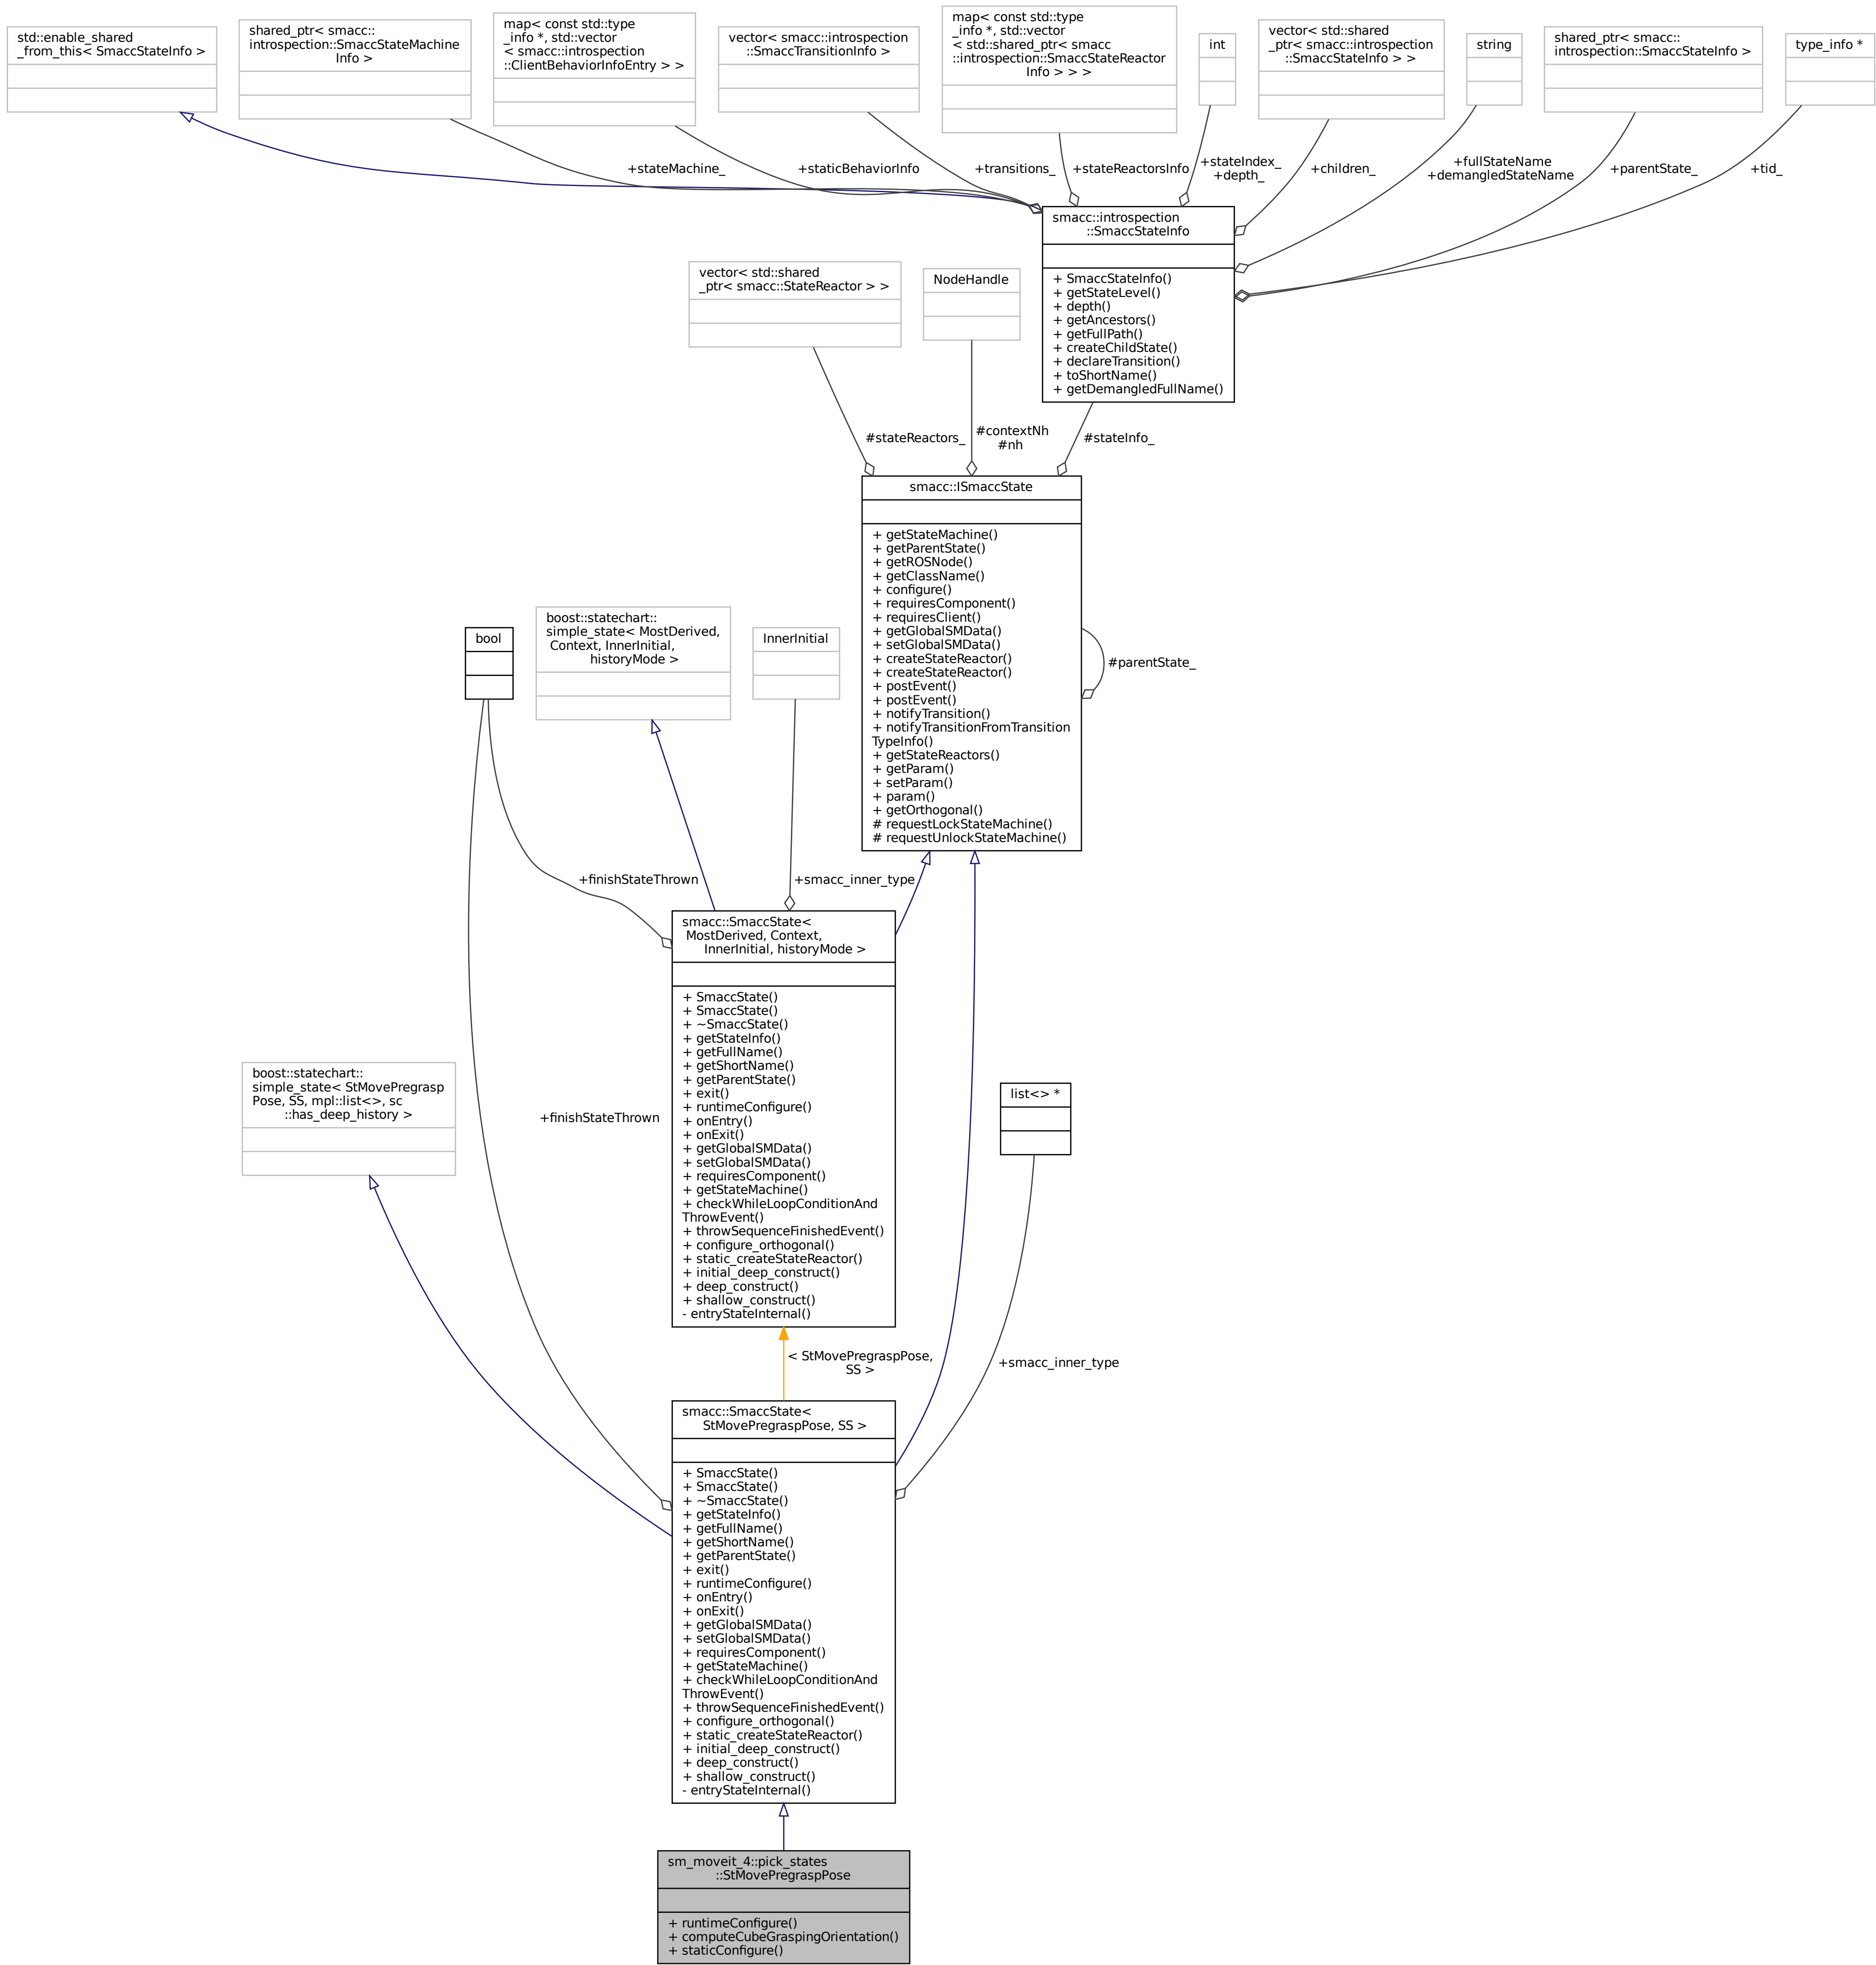 std::enable_shared
_from_this< SmaccStateInfo >
shared_ptr< smacc::
introspection::SmaccStateMachine
Info >
map< const std::type
_info *, std::vector
< smacc::introspection
::ClientBehaviorInfoEntry > >
vector< smacc::introspection
::SmaccTransitionInfo >
map< const std::type
_info *, std::vector
< std::shared_ptr< smacc
::introspection::SmaccStateReactor
Info > > >
int
vector< std::shared
_ptr< smacc::introspection
::SmaccStateInfo > >
string
shared_ptr< smacc::
introspection::SmaccStateInfo >
type_info *
+stateMachine_
+staticBehaviorInfo
+transitions_
+stateReactorsInfo
+stateIndex_
+depth_
+children_
+fullStateName
+demangledStateName
+parentState_
+tid_
smacc::introspection
::SmaccStateInfo
+ SmaccStateInfo()
+ getStateLevel()
+ depth()
+ getAncestors()
+ getFullPath()
+ createChildState()
+ declareTransition()
+ toShortName()
+ getDemangledFullName()
vector< std::shared
_ptr< smacc::StateReactor > >
NodeHandle
#stateReactors_
#contextNh
#nh
#stateInfo_
smacc::ISmaccState
+ getStateMachine()
+ getParentState()
+ getROSNode()
+ getClassName()
+ configure()
+ requiresComponent()
+ requiresClient()
+ getGlobalSMData()
+ setGlobalSMData()
+ createStateReactor()
+ createStateReactor()
+ postEvent()
+ postEvent()
+ notifyTransition()
+ notifyTransitionFromTransition
TypeInfo()
+ getStateReactors()
+ getParam()
+ setParam()
+ param()
+ getOrthogonal()
# requestLockStateMachine()
# requestUnlockStateMachine()
#parentState_
bool
boost::statechart::
simple_state< MostDerived,
Context, InnerInitial,
historyMode >
InnerInitial
+finishStateThrown
+smacc_inner_type
smacc::SmaccState<
MostDerived, Context,
InnerInitial, historyMode >
+ SmaccState()
+ SmaccState()
+ ~SmaccState()
+ getStateInfo()
+ getFullName()
+ getShortName()
+ getParentState()
+ exit()
+ runtimeConfigure()
+ onEntry()
+ onExit()
+ getGlobalSMData()
+ setGlobalSMData()
+ requiresComponent()
+ getStateMachine()
+ checkWhileLoopConditionAnd
ThrowEvent()
+ throwSequenceFinishedEvent()
+ configure_orthogonal()
+ static_createStateReactor()
+ initial_deep_construct()
+ deep_construct()
+ shallow_construct()
- entryStateInternal()
boost::statechart::
simple_state< StMovePregrasp
Pose, SS, mpl::list<>, sc
::has_deep_history >
+finishStateThrown
list<> *
< StMovePregraspPose,
SS >
+smacc_inner_type
smacc::SmaccState<
StMovePregraspPose, SS >
+ SmaccState()
+ SmaccState()
+ ~SmaccState()
+ getStateInfo()
+ getFullName()
+ getShortName()
+ getParentState()
+ exit()
+ runtimeConfigure()
+ onEntry()
+ onExit()
+ getGlobalSMData()
+ setGlobalSMData()
+ requiresComponent()
+ getStateMachine()
+ checkWhileLoopConditionAnd
ThrowEvent()
+ throwSequenceFinishedEvent()
+ configure_orthogonal()
+ static_createStateReactor()
+ initial_deep_construct()
+ deep_construct()
+ shallow_construct()
- entryStateInternal()
sm_moveit_4::pick_states
::StMovePregraspPose
+ runtimeConfigure()
+ computeCubeGraspingOrientation()
+ staticConfigure()